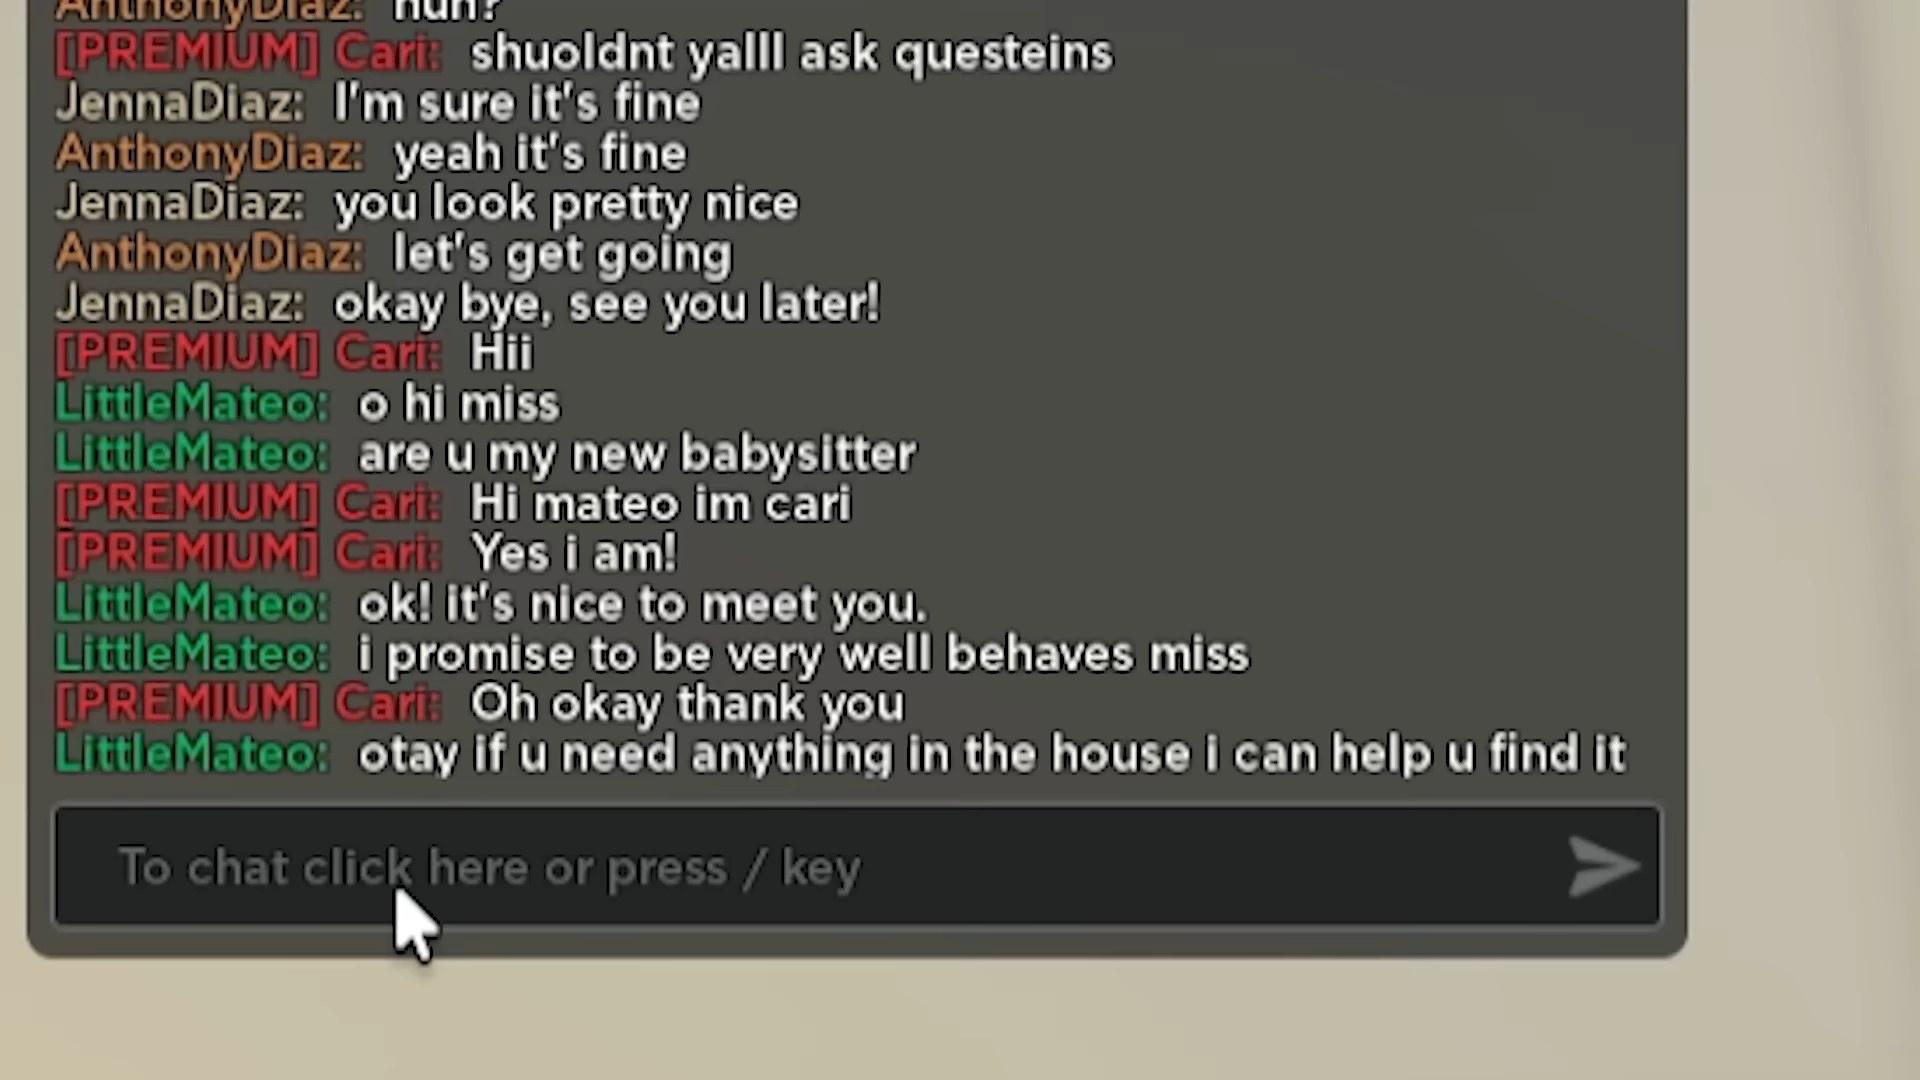 AnthonyDiaz: huh?
[PREMIUM] Cari: shuoldnt yalll ask questeins
JennaDiaz: I'm sure it's fine
AnthonyDiaz: yeah it's fine
JennaDiaz: you look pretty nice
AnthonyDiaz: let's get going
JennaDiaz: okay bye, see you later!
[PREMIUM] Cari: Hii
LittleMateo: o hi miss
LittleMateo: are u my new babysitter
[PREMIUM] Cari: Hi mateo im cari
[PREMIUM] Cari: Yes i am!
LittleMateo: ok! it's nice to meet you.
LittleMateo: i promise to be very well behaves miss
[PREMIUM] Cari: Oh okay thank you
LittleMateo: otay if u need anything in the house i can help u find it
To chat click here or press / key